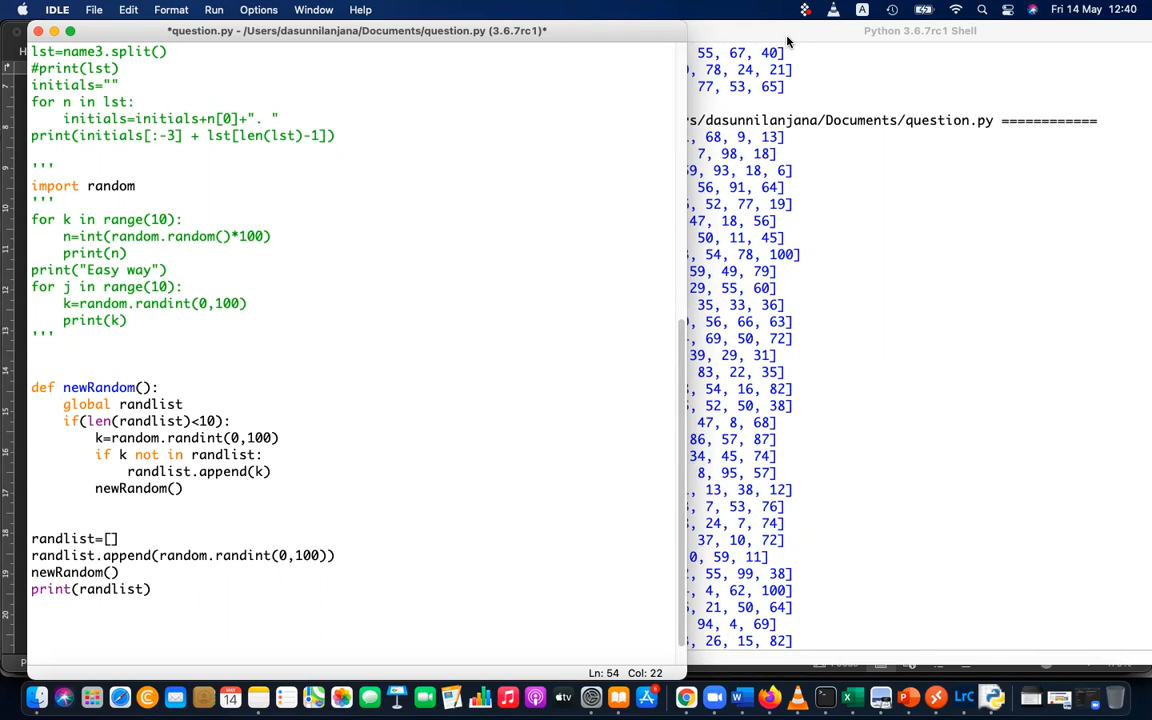 IDLE File Edit Format Run Options Window Help
Fri 14 May 12:40
*question.py - /Users/dasunnilanjana/Documents/question.py (3.6.7rc1)*
lst=name3.split()
#print(lst)
initials=""
for n in lst:
    initials=initials+n[0]+". "
print(initials[:-3] + lst[len(lst)-1])
'''
import random
'''
for k in range(10):
    n=int(random.random()*100)
    print(n)
print("Easy way")
for j in range(10):
    k=random.randint(0,100)
    print(k)
'''
def newRandom():
    global randlist
    if(len(randlist)<10):
        k=random.randint(0,100)
        if k not in randlist:
            randlist.append(k)
        newRandom()
randlist=[]
randlist.append(random.randint(0,100))
newRandom()
print(randlist)
Ln: 54 Col: 22
Python 3.6.7rc1 Shell
55, 67, 40]
, 78, 24, 21]
77, 53, 65]
s/dasunnilanjana/Documents/question.py ============
, 68, 9, 13]
7, 98, 18]
9, 93, 18, 6]
56, 91, 64]
, 52, 77, 19]
47, 18, 56]
50, 11, 45]
, 54, 78, 100]
59, 49, 79]
29, 55, 60]
35, 33, 36]
, 56, 66, 63]
, 69, 50, 72]
39, 29, 31]
83, 22, 35]
, 54, 16, 82]
, 52, 50, 38]
47, 8, 68]
86, 57, 87]
34, 45, 74]
8, 95, 57]
, 13, 38, 12]
, 7, 53, 76]
, 24, 7, 74]
37, 10, 72]
0, 59, 11]
, 55, 99, 38]
, 4, 62, 100]
, 21, 50, 64]
94, 4, 69]
, 26, 15, 82]